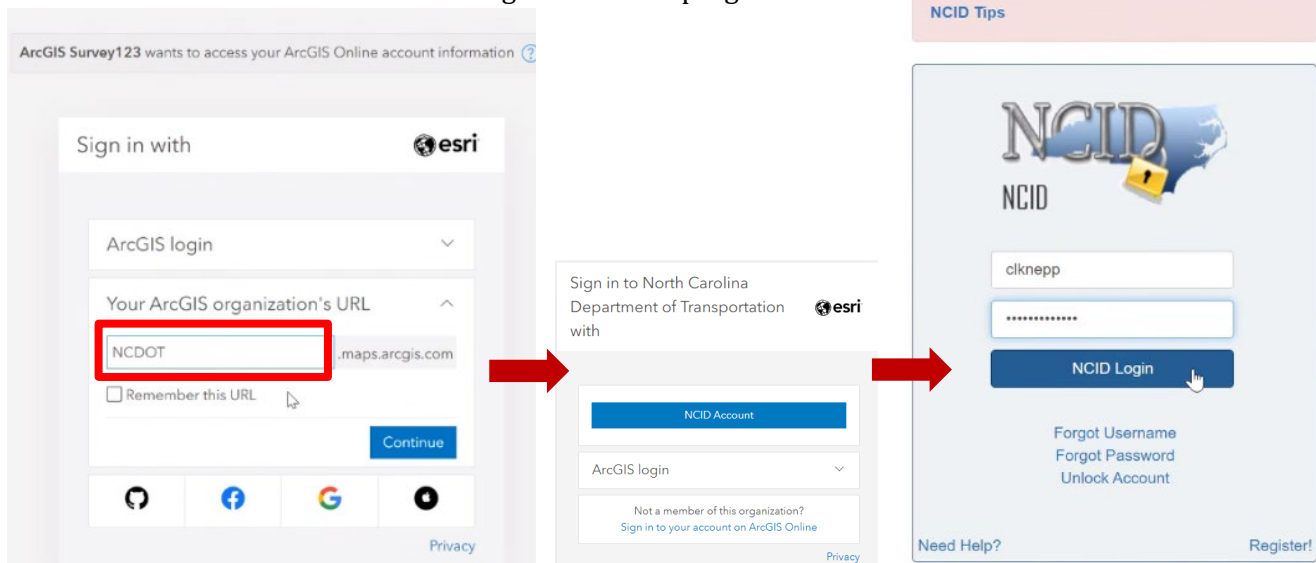 NCID Tips
ArcGIS Survey123 wants to access your ArcGIS Online account information ?
Sign in with
esri
ArcGIS login
Your ArcGIS organization's URL
NCDOT
.maps.arcgis.com
Remember this URL
Continue
Privacy
Sign in to North Carolina
Department of Transportation
with
esri
NCID Account
ArcGIS login
Not a member of this organization?
Sign in to your account on ArcGIS Online
Privacy
NCID
NCID
clknepp
•••••••••••••
NCID Login
Forgot Username
Forgot Password
Unlock Account
Need Help?
Register!